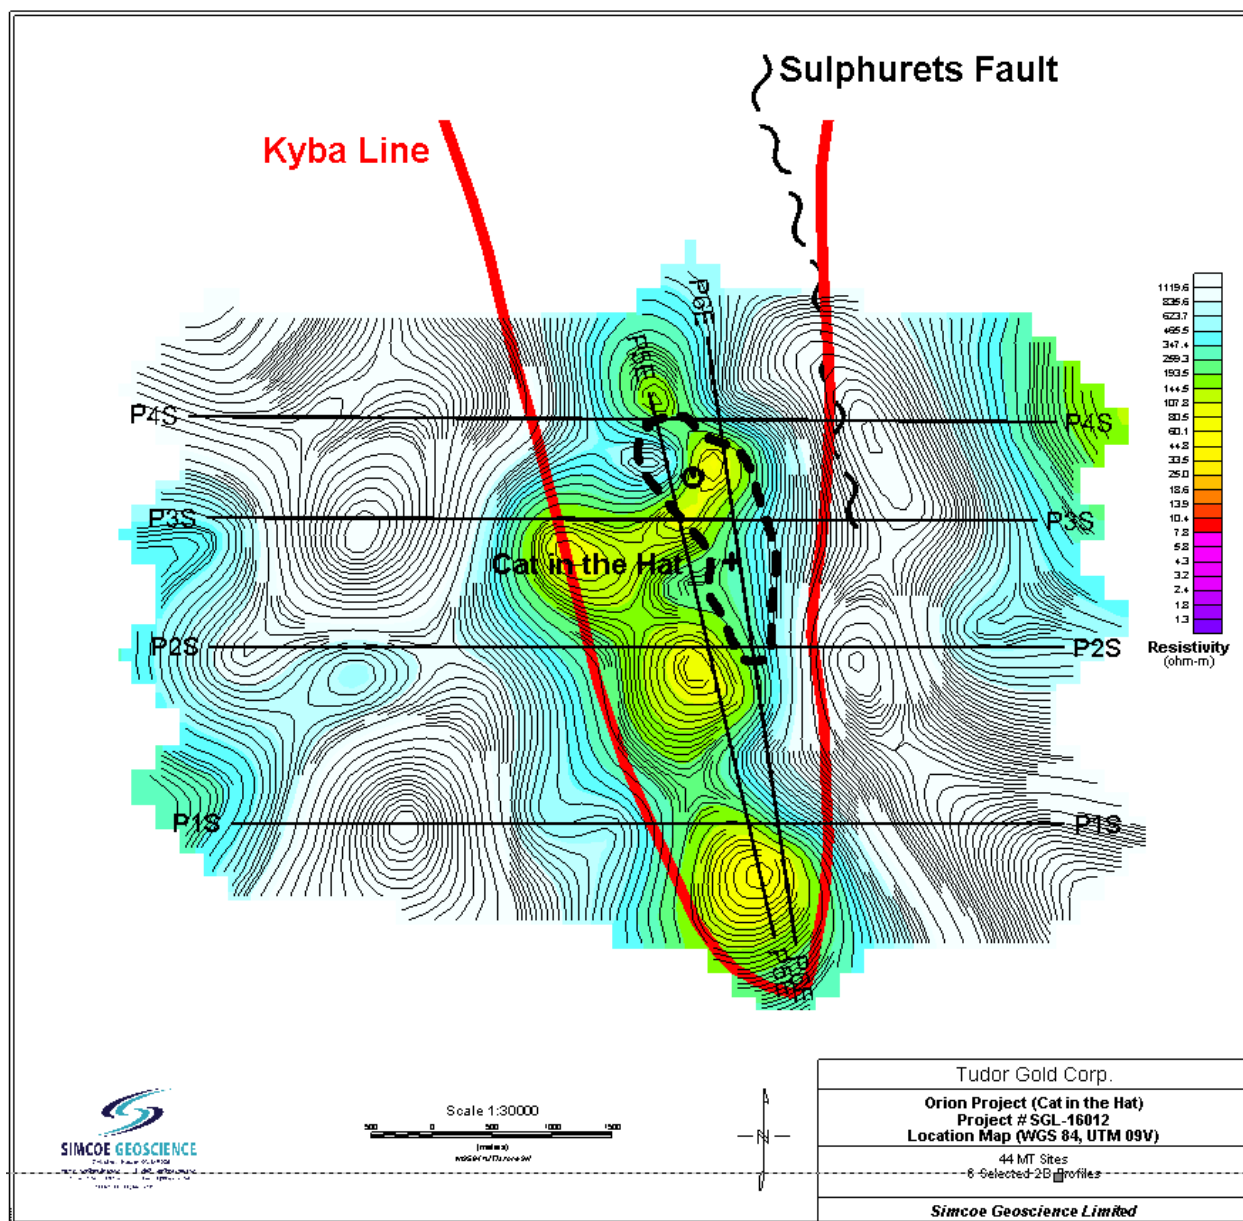 Sulphurets Fault
Kyba Line
P6E
P5E
P4S
P4S
P3S
P3S
Cat in the Hat
P2S
P2S
P1S
P1S
1119.6
835.6
623.7
465.5
347.4
259.3
193.5
144.5
107.8
80.5
60.1
44.8
33.5
25.0
18.6
13.9
10.4
7.8
5.8
4.3
3.2
2.4
1.8
1.3
Resistivity
(ohm-m)
Scale 1:30000
500 0 500 1000 1500
(meters)
N
SIMCOE GEOSCIENCE
Tudor Gold Corp.
Orion Project (Cat in the Hat)
Project # SGL-16012
Location Map (WGS 84, UTM 09V)
44 MT Sites
6 Selected 2D Profiles
Simcoe Geoscience Limited